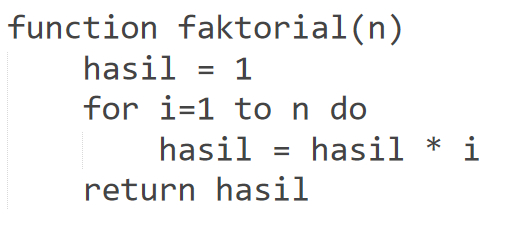 function faktorial(n)
    hasil = 1
    for i=1 to n do
        hasil = hasil * i
    return hasil